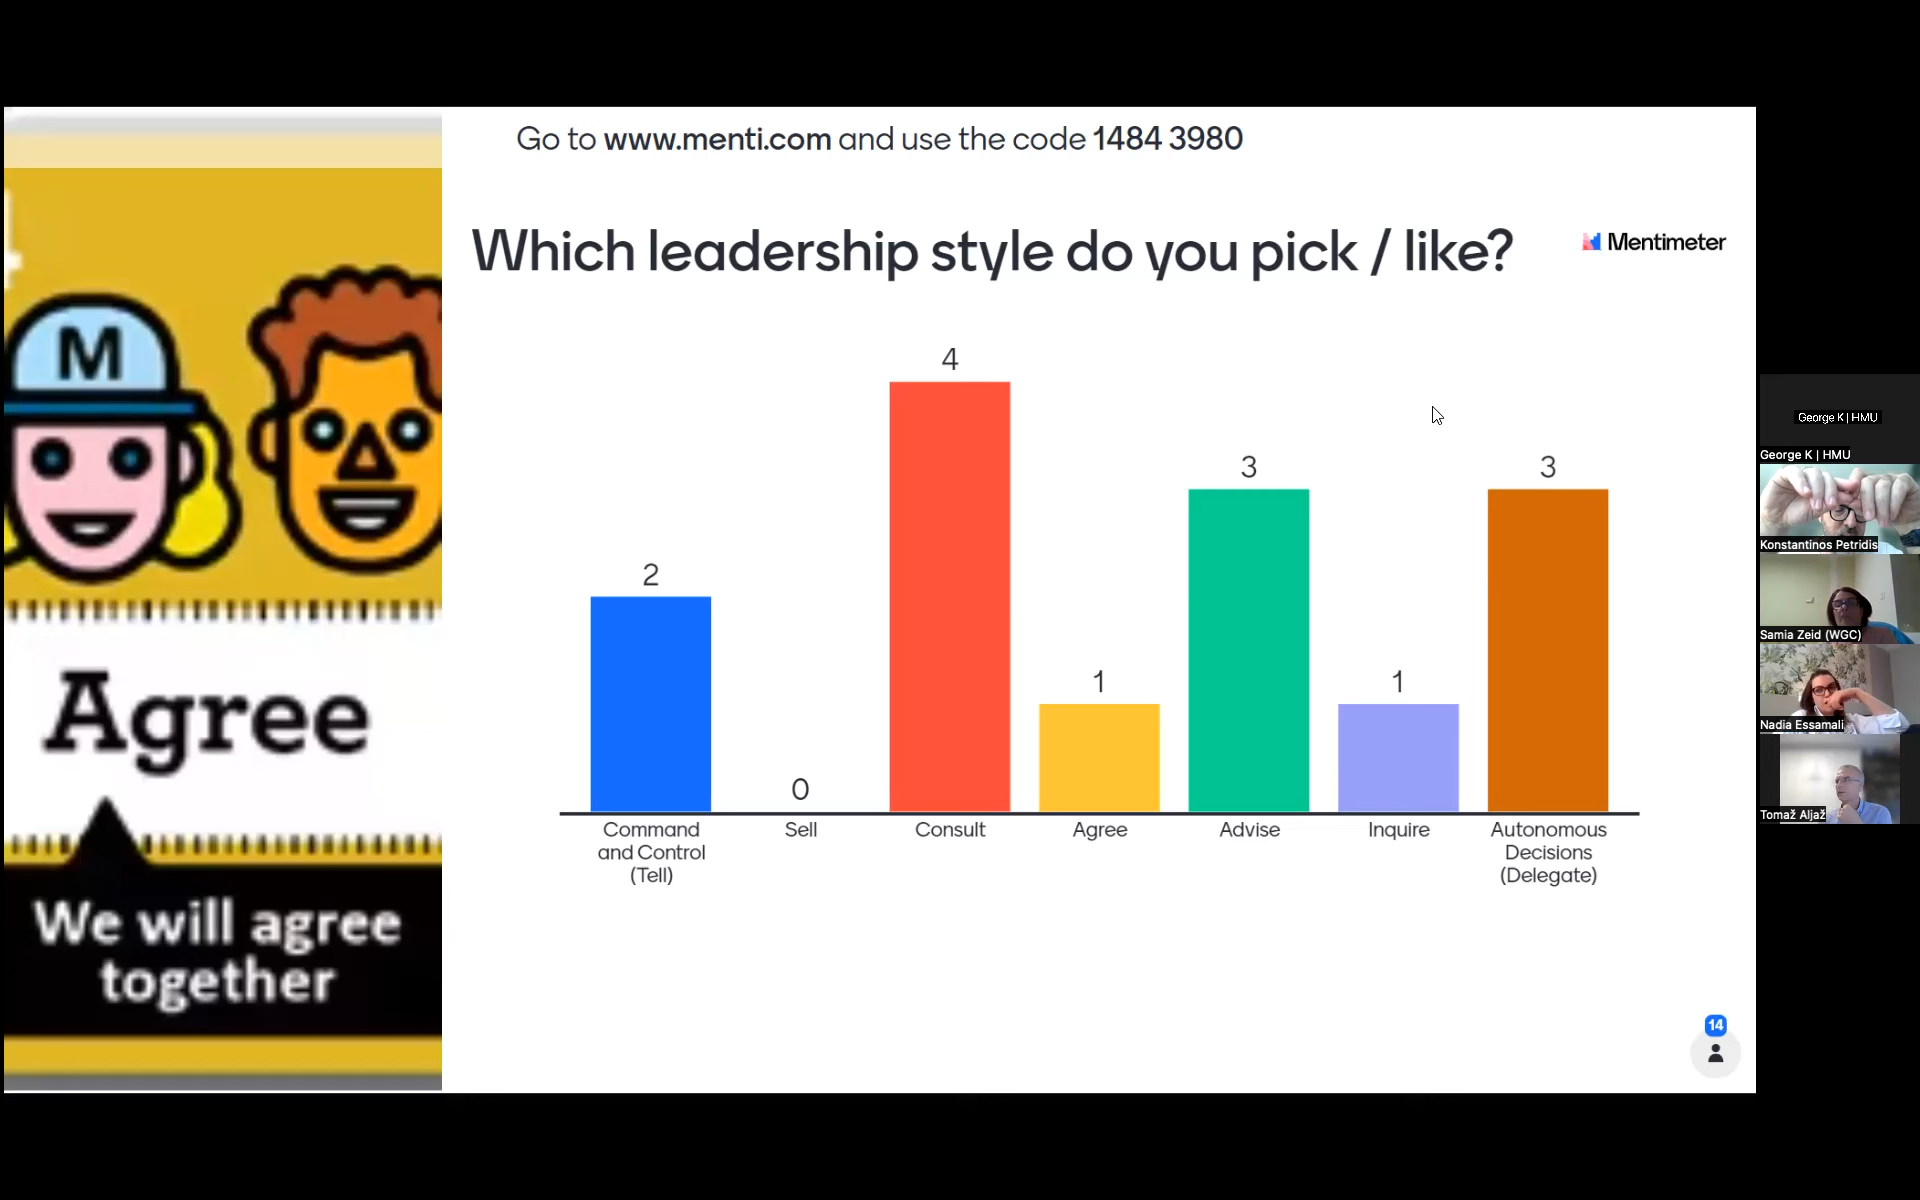 Go to www.menti.com and use the code 1484 3980
Which leadership style do you pick / like?
Mentimeter
M
Agree
We will agree
together
4
3
3
2
1
1
0
Command
and Control
(Tell)
Sell
Consult
Agree
Advise
Inquire
Autonomous
Decisions
(Delegate)
14
George K | HMU
George K | HMU
Konstantinos Petridis
Samia Zeid (WGC)
Nadia Essamali
Tomaž Aljaž